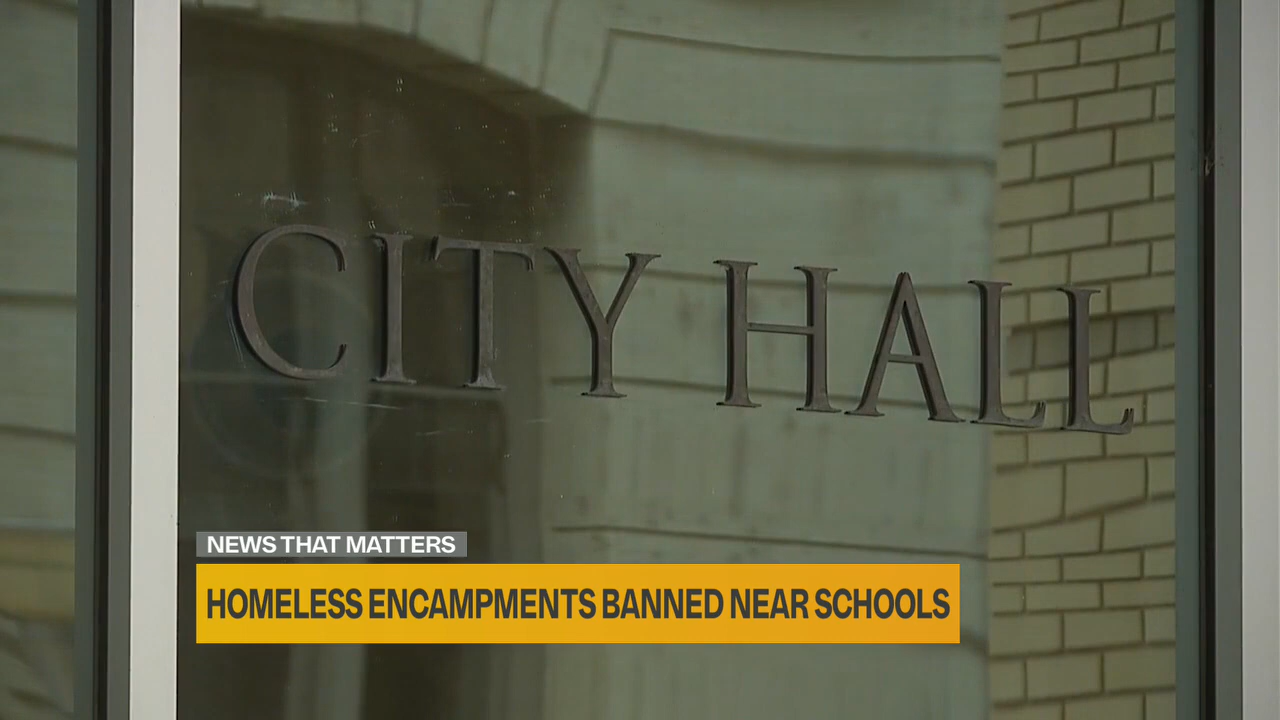 CITY HALL
NEWS THAT MATTERS
HOMELESS ENCAMPMENTS BANNED NEAR SCHOOLS